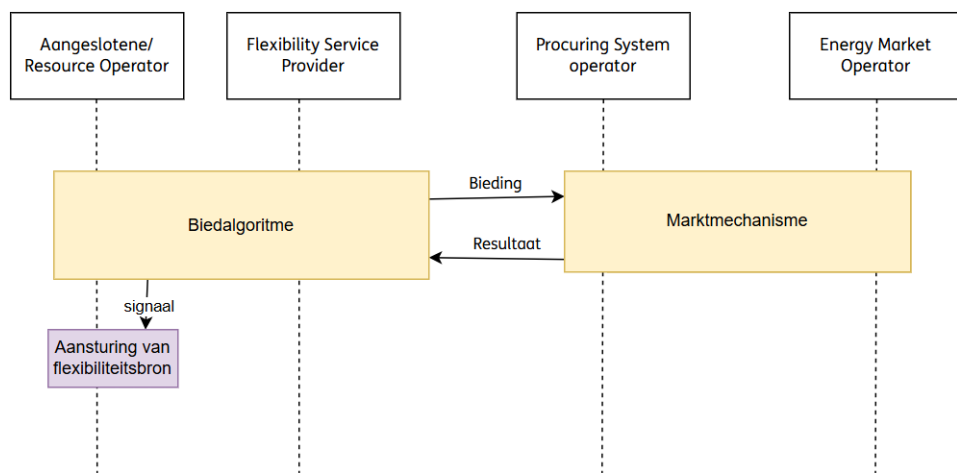 Aangeslotene/
Resource Operator
Flexibility Service
Provider
Procuring System
operator
Energy Market
Operator
Biedalgoritme
Bieding
Marktmechanisme
Resultaat
signaal
Aansturing van
flexibiliteitsbron